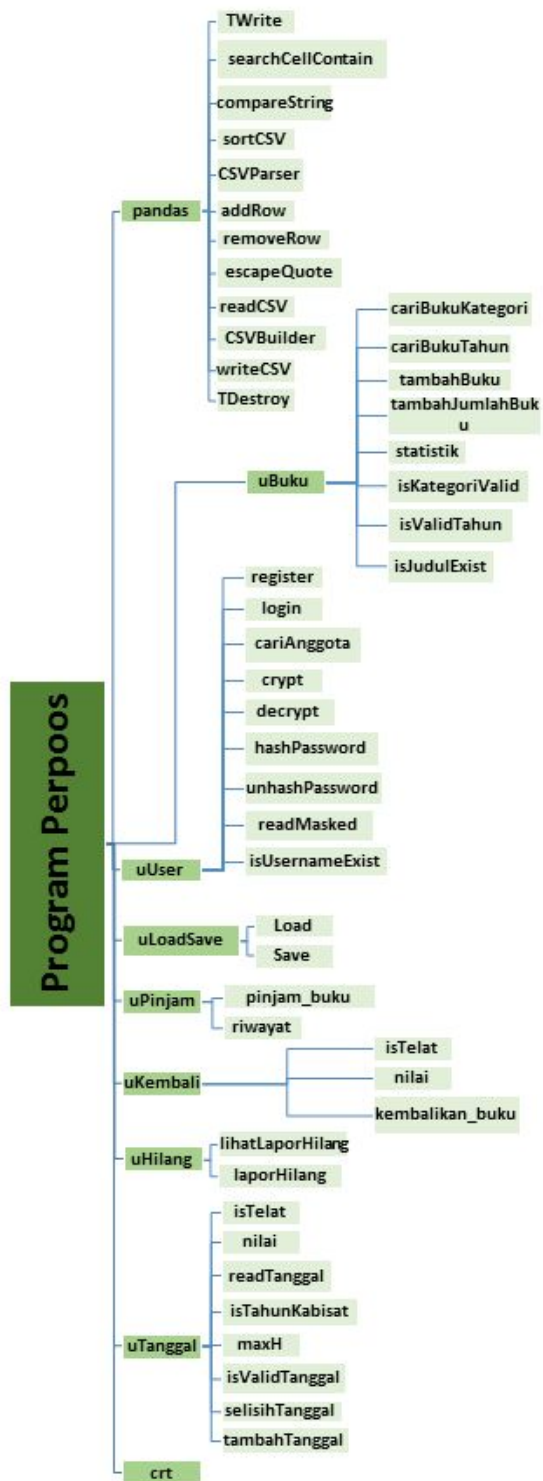 Program Perpoos
pandas
TWrite
searchCellContain
compareString
sortCSV
CSVParser
addRow
removeRow
escapeQuote
readCSV
CSVBuilder
writeCSV
TDestroy
uBuku
cariBukuKategori
cariBukuTahun
tambahBuku
tambahJumlahBuk
u
statistik
isKategoriValid
isValidTahun
isJudulExist
uUser
register
login
cariAnggota
crypt
decrypt
hashPassword
unhashPassword
readMasked
isUsernameExist
uLoadSave
Load
Save
uPinjam
pinjam_buku
riwayat
uKembali
isTelat
nilai
kembalikan_buku
uHilang
lihatLaporHilang
laporHilang
uTanggal
isTelat
nilai
readTanggal
isTahunKabisat
maxH
isValidTanggal
selisihTanggal
tambahTanggal
crt